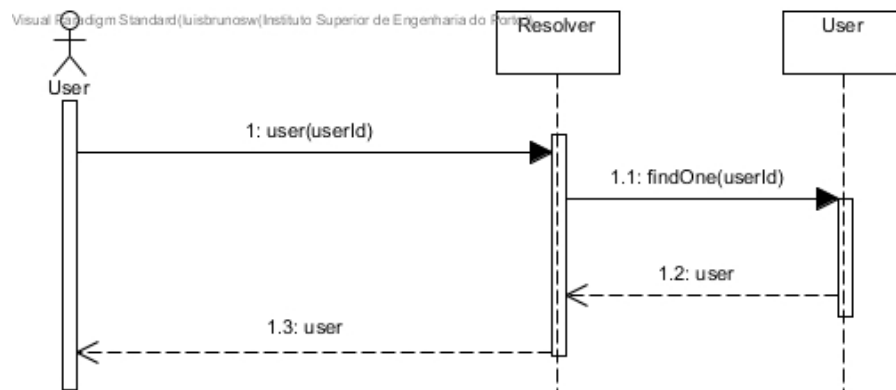 Visual Paradigm Standard(luisbrunosw(Instituto Superior de Engenharia do Porto))
Resolver
User
User
1: user(userId)
1.1: findOne(userId)
1.2: user
1.3: user